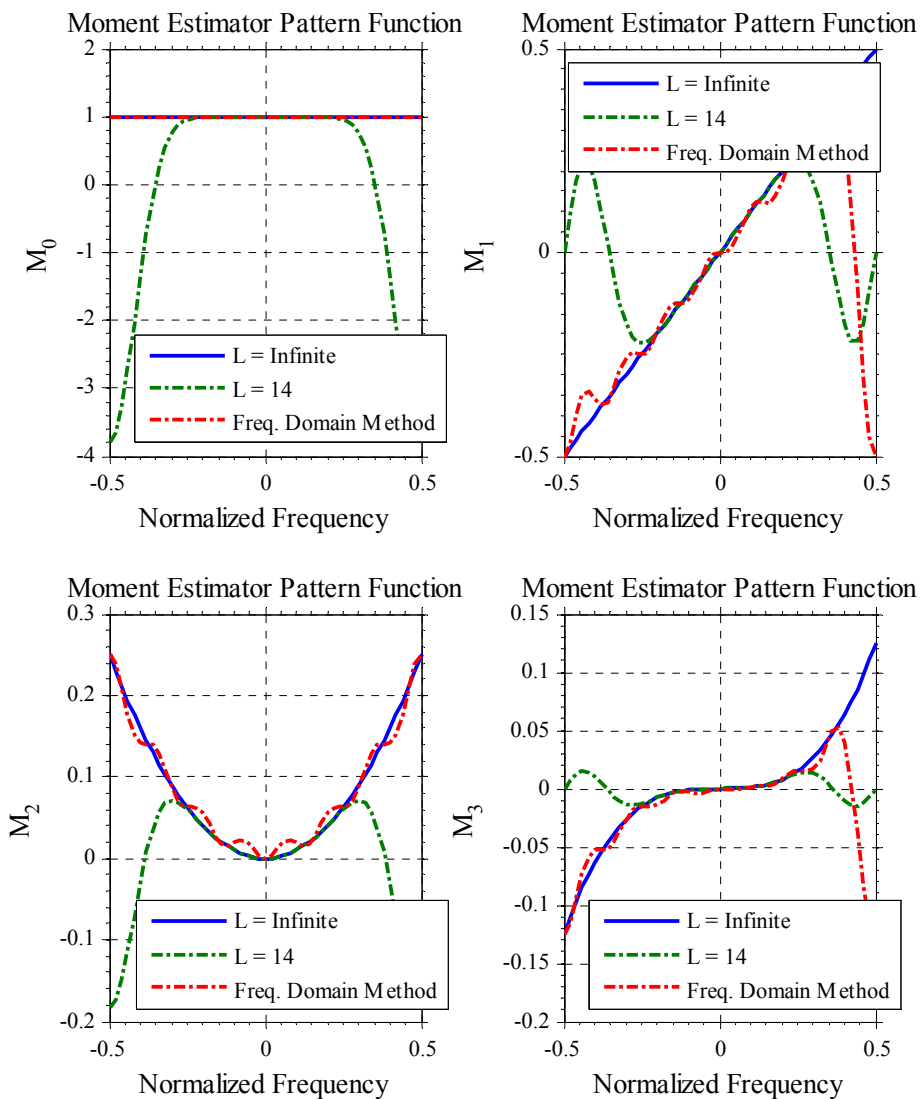 Moment Estimator Pattern Function
2
1
0
-1
-2
-3
-4
M0
L = Infinite
L = 14
Freq. Domain Method
-0.5
0
0.5
Normalized Frequency
Moment Estimator Pattern Function
0.5
0
-0.5
M1
L = Infinite
L = 14
Freq. Domain Method
-0.5
0
0.5
Normalized Frequency
Moment Estimator Pattern Function
0.3
0.2
0.1
0
-0.1
-0.2
M2
L = Infinite
L = 14
Freq. Domain Method
-0.5
0
0.5
Normalized Frequency
Moment Estimator Pattern Function
0.15
0.1
0.05
0
-0.05
-0.1
-0.15
-0.2
M3
L = Infinite
L = 14
Freq. Domain Method
-0.5
0
0.5
Normalized Frequency